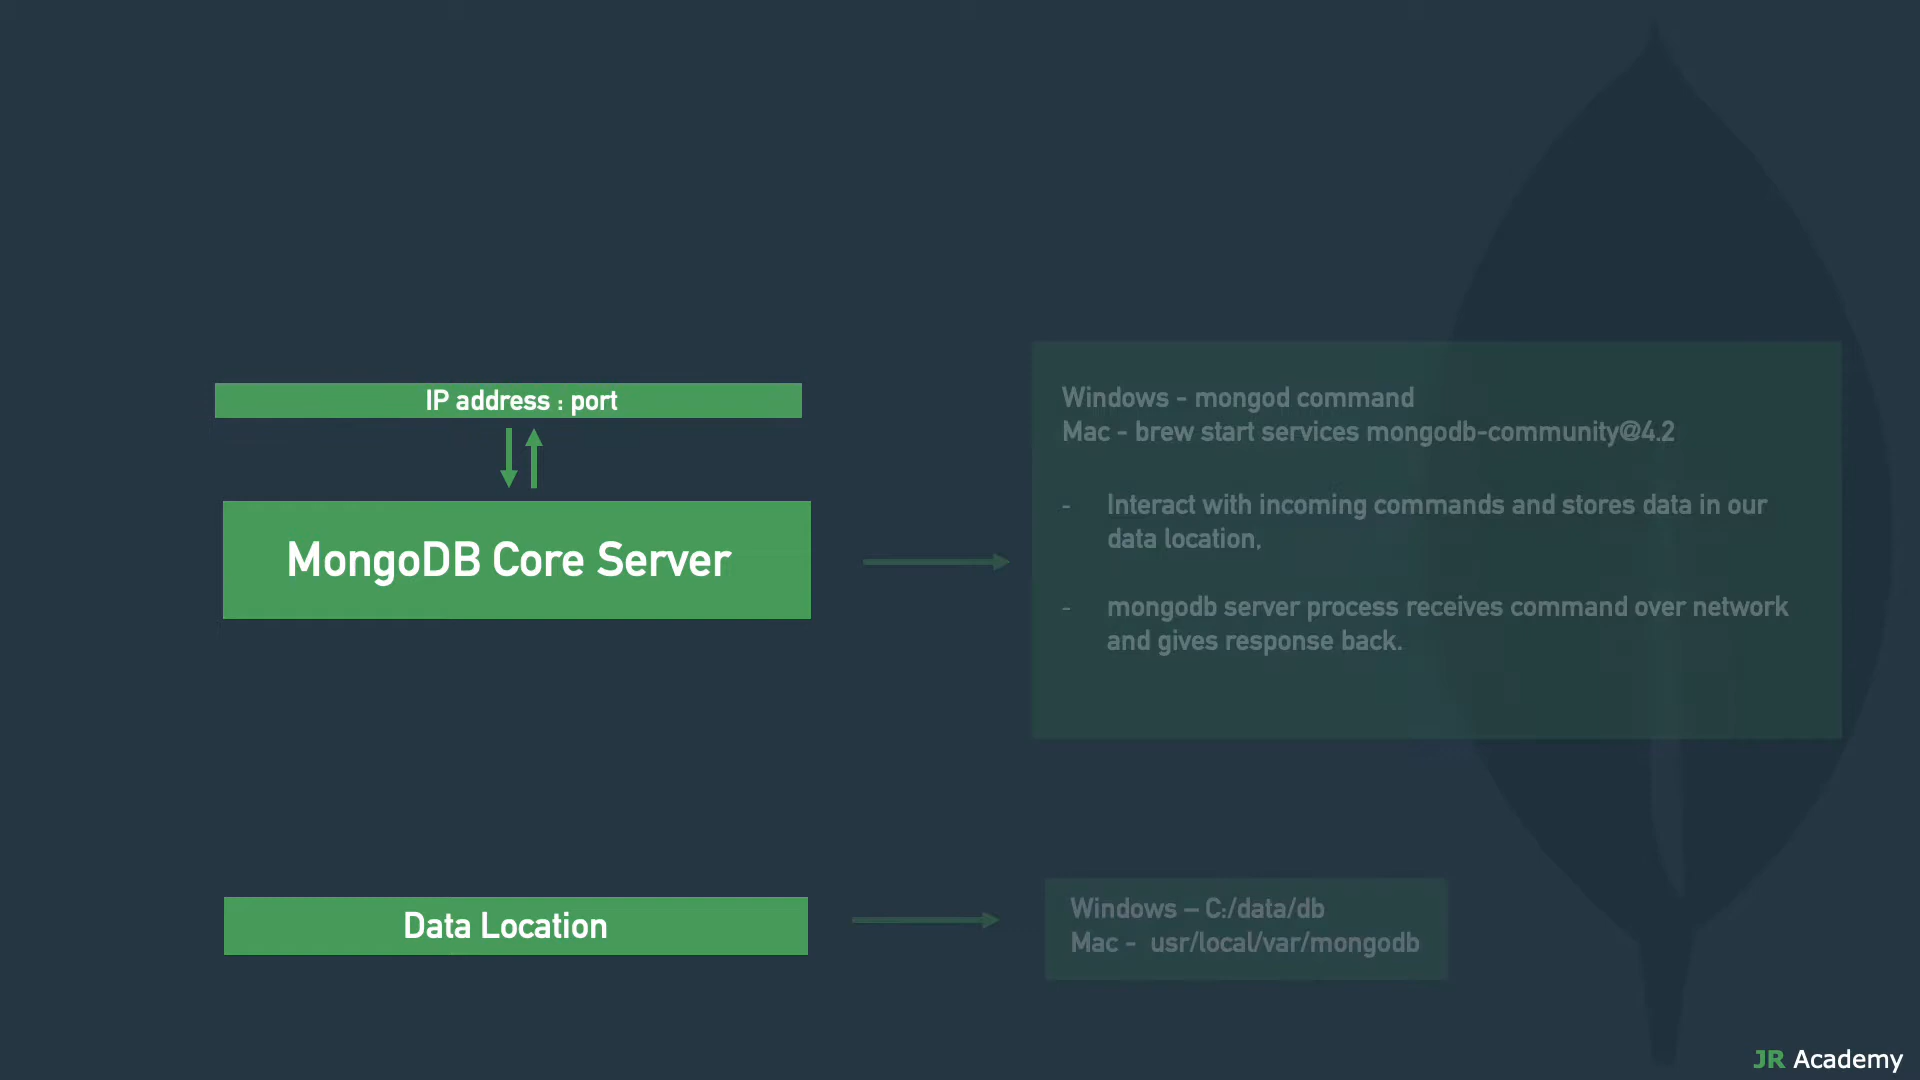 IP address : port
MongoDB Core Server
Windows - mongod command
Mac - brew start services mongodb-community@4.2
- Interact with incoming commands and stores data in our
data location,
- mongodb server process receives command over network
and gives response back.
Data Location
Windows – C:/data/db
Mac - usr/local/var/mongodb
JR Academy